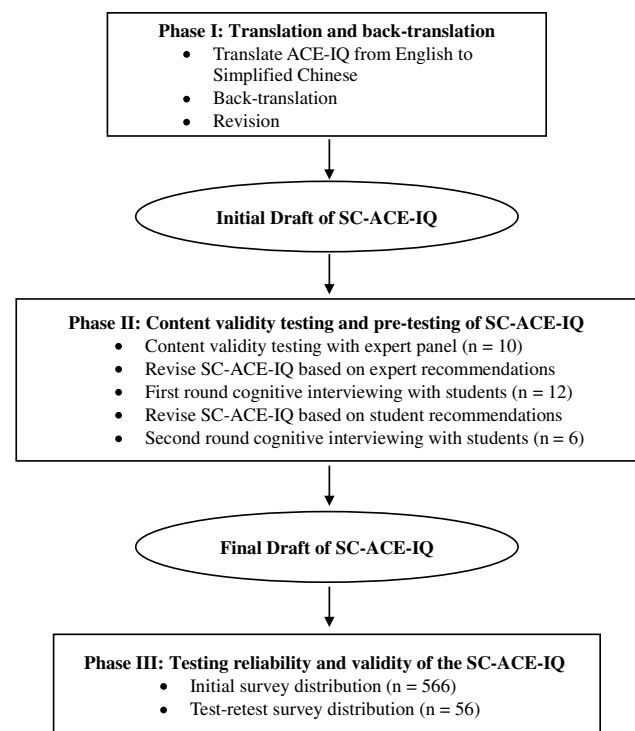 Phase I: Translation and back-translation
• Translate ACE-IQ from English to
Simplified Chinese
• Back-translation
• Revision
Initial Draft of SC-ACE-IQ
Phase II: Content validity testing and pre-testing of SC-ACE-IQ
• Content validity testing with expert panel (n = 10)
• Revise SC-ACE-IQ based on expert recommendations
• First round cognitive interviewing with students (n = 12)
• Revise SC-ACE-IQ based on student recommendations
• Second round cognitive interviewing with students (n = 6)
Final Draft of SC-ACE-IQ
Phase III: Testing reliability and validity of the SC-ACE-IQ
• Initial survey distribution (n = 566)
• Test-retest survey distribution (n = 56)